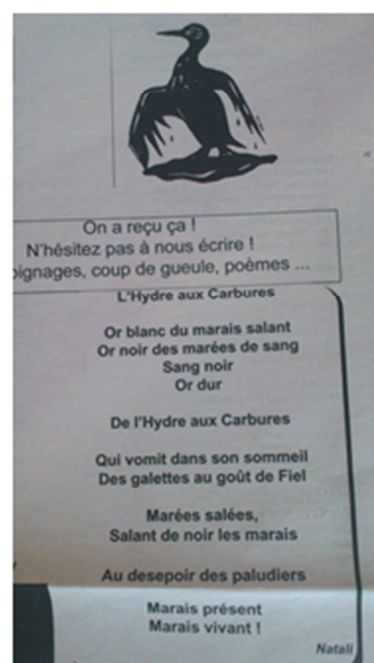 On a reçu ça !
N'hésitez pas à nous écrire !
oignages, coup de gueule, poèmes ...
L'Hydre aux Carbures
Or blanc du marais salant
Or noir des marées de sang
Sang noir
Or dur
De l'Hydre aux Carbures
Qui vomit dans son sommeil
Des galettes au goût de Fiel
Marées salées,
Salant de noir les marais
Au desepoir des paludiers
Marais présent
Marais vivant !
Natali